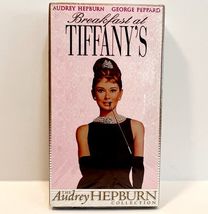 AUDREY HEPBURN GEORGE PEPPARD
Breakfast at
TIFFANY'S
THE
Audrey HEPBURN
COLLECTION